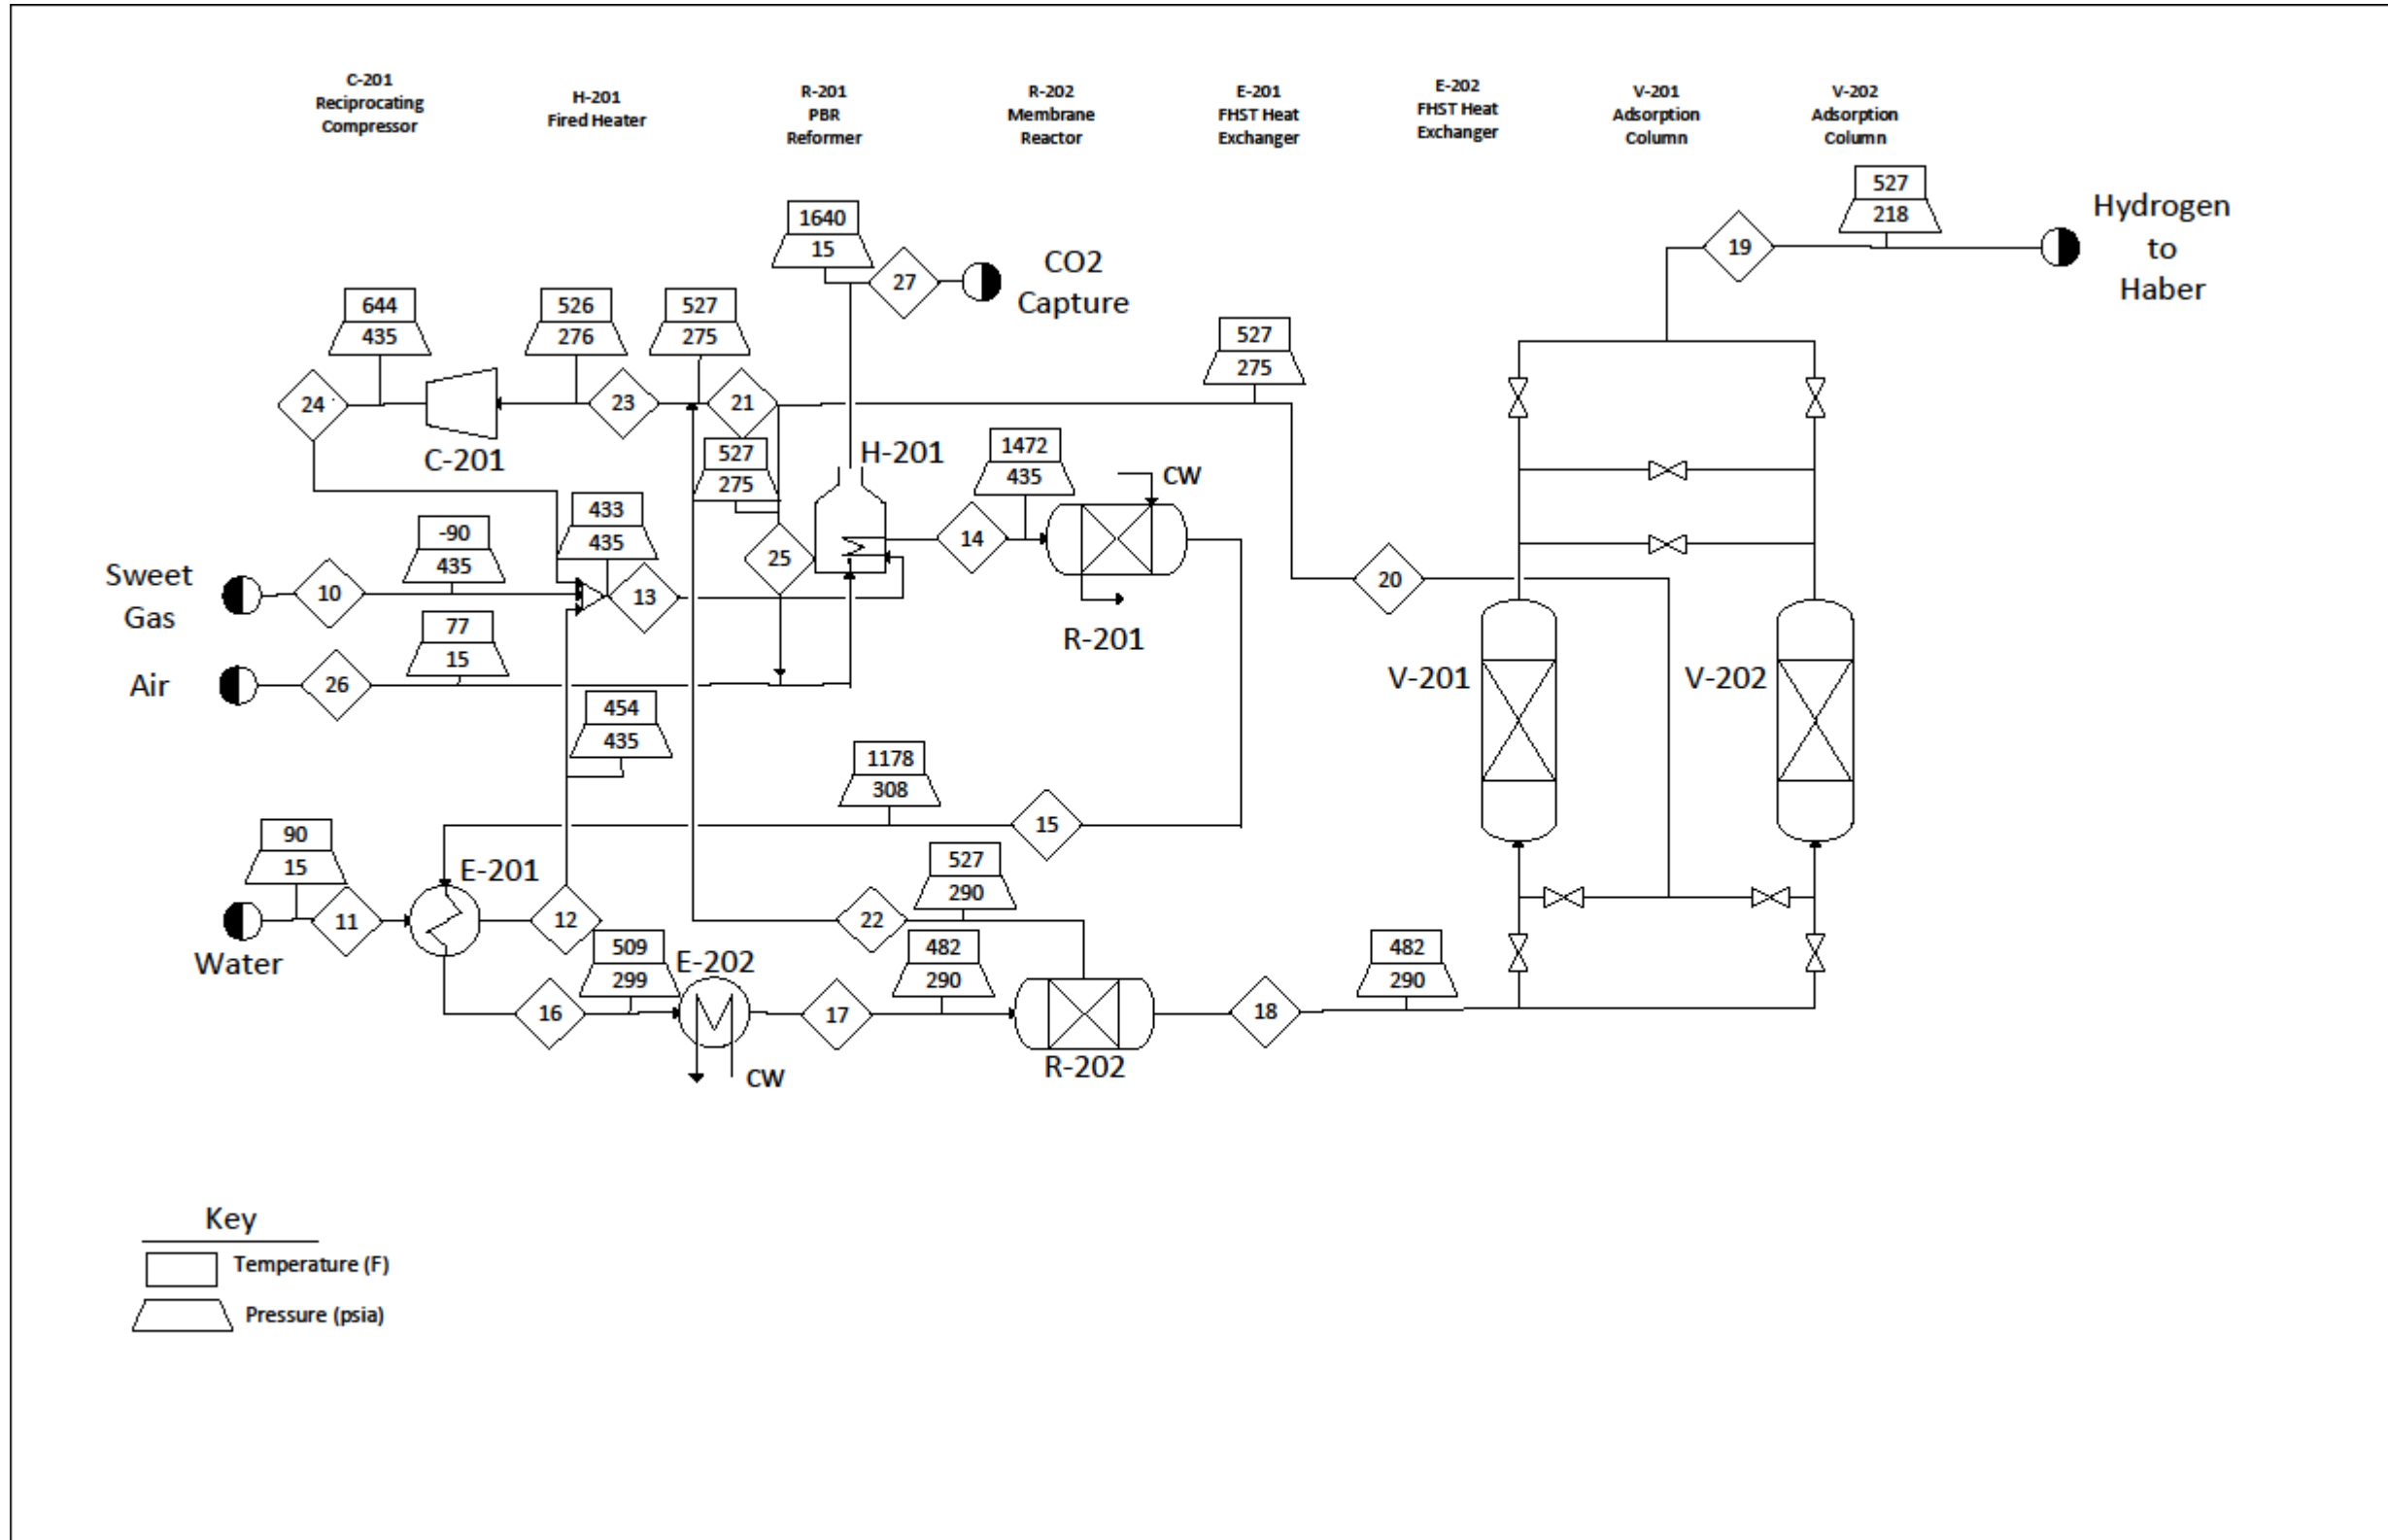 C-201
Reciprocating
Compressor
H-201
Fired Heater
R-201
PBR
Reformer
R-202
Membrane
Reactor
E-201
FHST Heat
Exchanger
E-202
FHST Heat
Exchanger
V-201
Adsorption
Column
V-202
Adsorption
Column
527
218
19
Hydrogen
to
Haber
1640
15
27
CO2
Capture
644
435
526
276
527
275
527
275
24
C-201
23
21
527
275
H-201
1472
435
CW
14
R-201
433
435
-90
435
25
Sweet
Gas
10
13
20
77
15
Air
26
V-201
V-202
454
435
1178
308
15
90
15
E-201
527
290
Water
11
12
22
509
299
E-202
482
290
482
290
16
17
18
CW
R-202
Key
Temperature (F)
Pressure (psia)